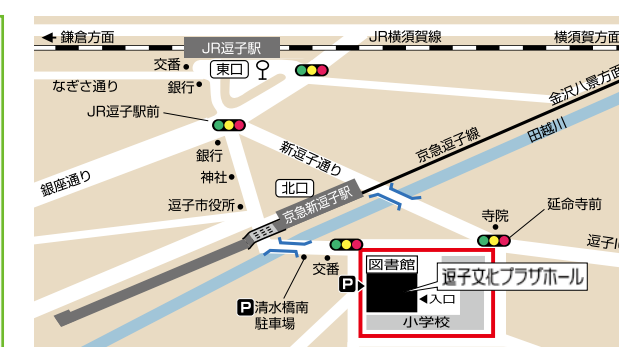 鎌倉方面
JR横須賀線
横須賀方面
JR逗子駅
交番
東口
なぎさ通り
銀行
金沢八景方面
JR逗子駅前
京急逗子線
田越川
銀行
新逗子通り
銀座通り
神社
北口
逗子市役所
京急新逗子駅
寺院
延命寺前
逗子
交番
図書館
P
逗子文化プラザホール
入口
P清水橋南
駐車場
小学校